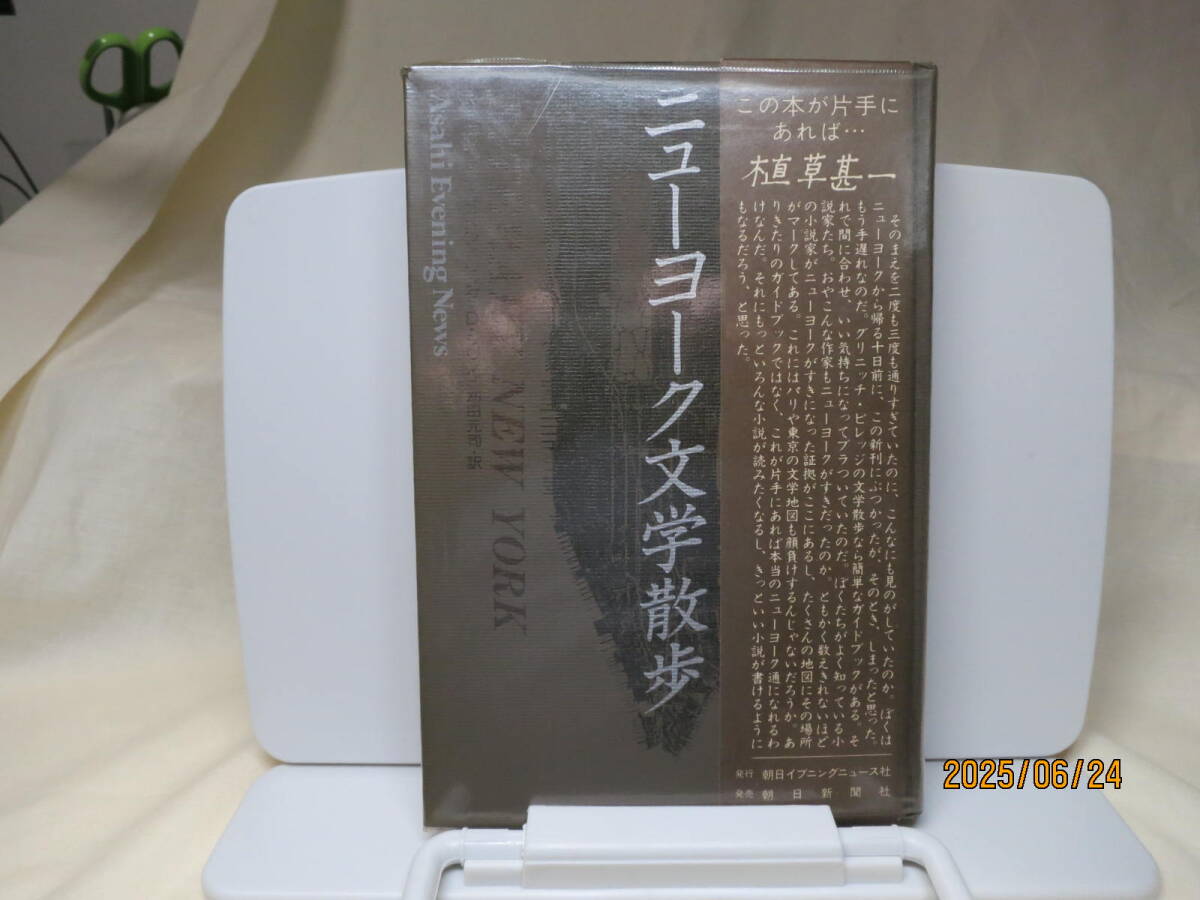 ニューヨーク文学散歩
Asahi Evening News
NEW YORK
訳
この本が片手に
あれば…
植草甚一
そのまえを二度も三度も通りすぎていたのに、こんなにも見のがしていたのか。ぼくは
ニューヨークから帰る十日前に、この新刊にぶつかったが、そのとき、しまったと思った。
もう手遅れなのだ。グリニッチ・ビレッジの文学散歩なら簡単なガイドブックがある。そ
れで間に合わせ、いい気持ちになってブラついていたのだ。ぼくたちがよく知っている小
説家たち。おやこんな作家もニューヨークがすきだったのか。ともかく数えきれないほど
の小説家がニューヨークがすきになった証拠がここにあるし、たくさんの地図にその場所
がマークしてある。これにはパリや東京の文学地図も顔負けするんじゃないだろうか。あ
りきたりのガイドブックではなく、これが片手にあれば本当のニューヨーク通になれるわ
けなんだ。それにもっといろんな小説が読みたくなるし、きっといい小説が書けるように
もなるだろう、と思った。
発行 朝日イブニングニュース社
発売 朝日新聞社
2025/06/24